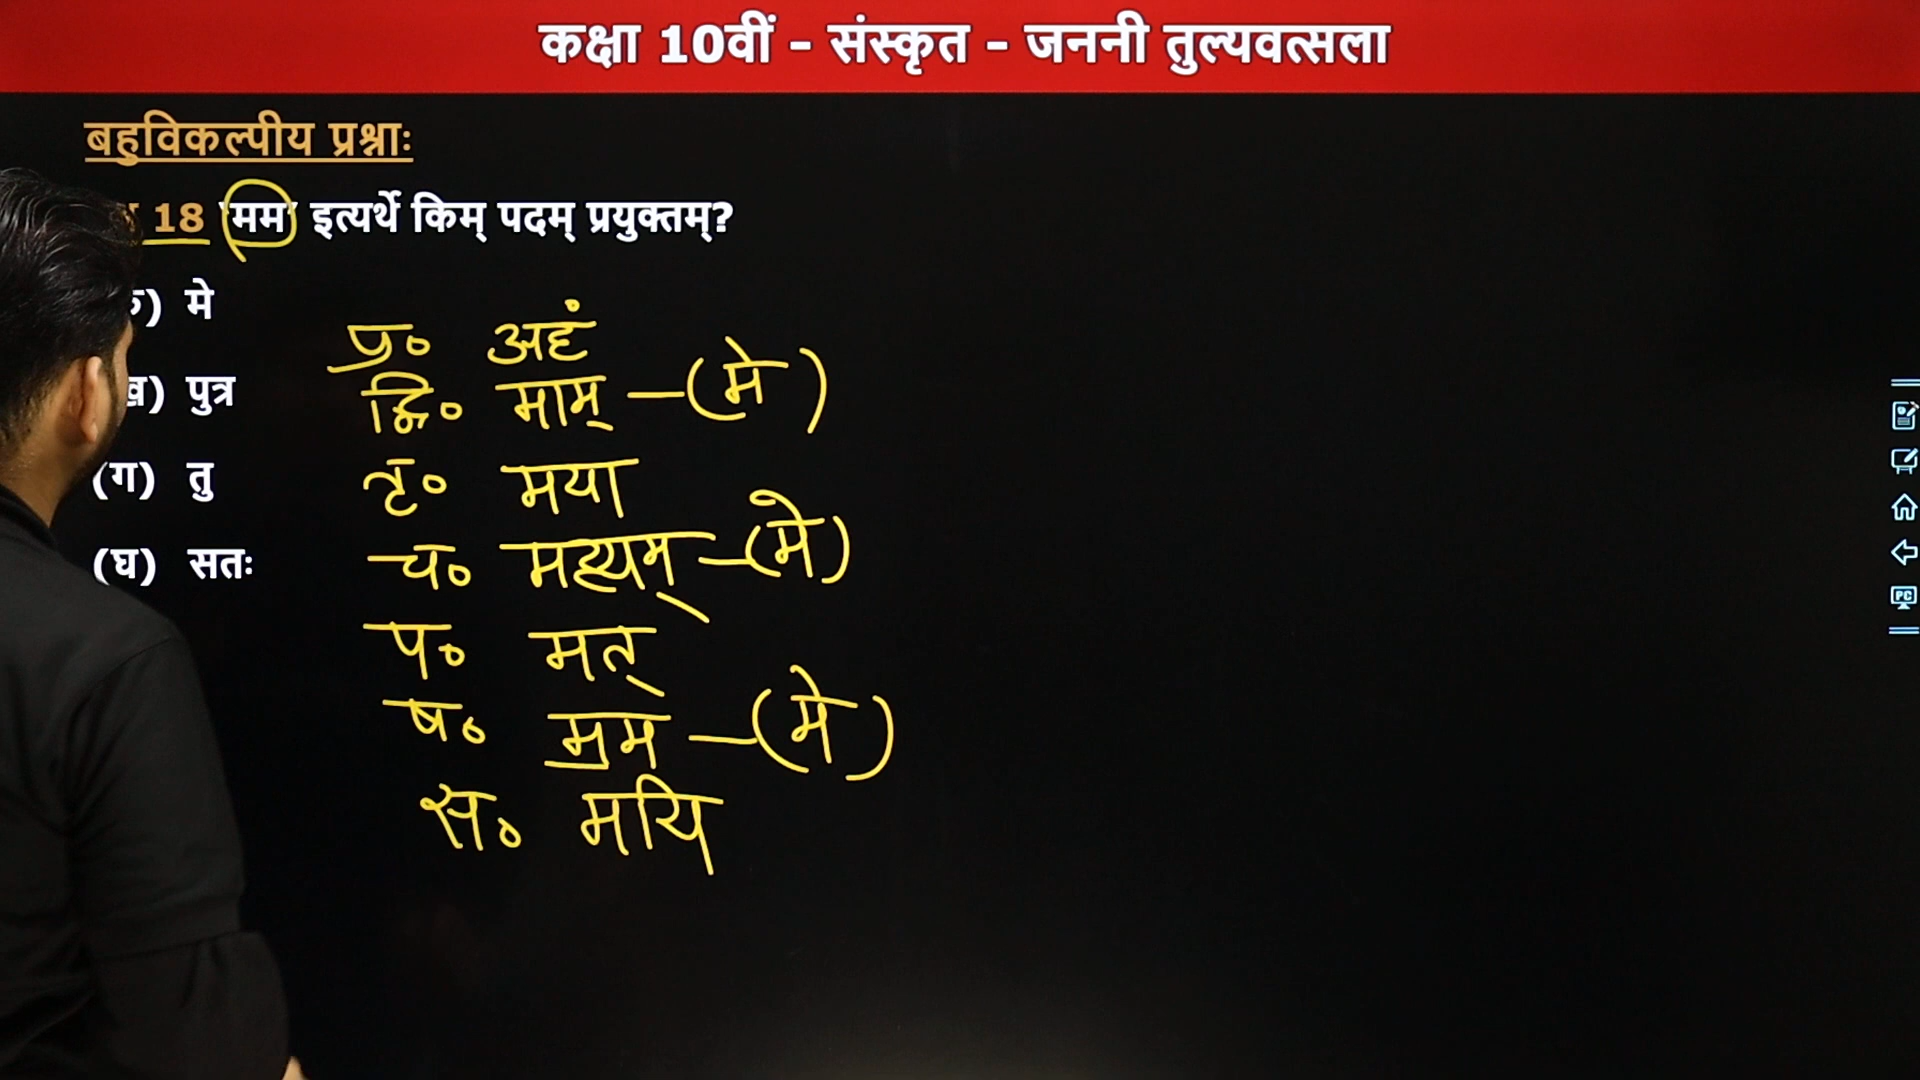 कक्षा 10वीं - संस्कृत - जननी तुल्यवत्सला
बहुविकल्पीय प्रश्नाः
18 'मम' इत्यर्थे किम् पदम् प्रयुक्तम्?
क) मे
ख) पुत्र
(ग) तु
(घ) सतः
प्र० अहं
द्वि० माम् - (मे)
तृ० मया
च० मह्यम् - (मे)
प० मत्
ष० मम - (मे)
स० मयि
PC